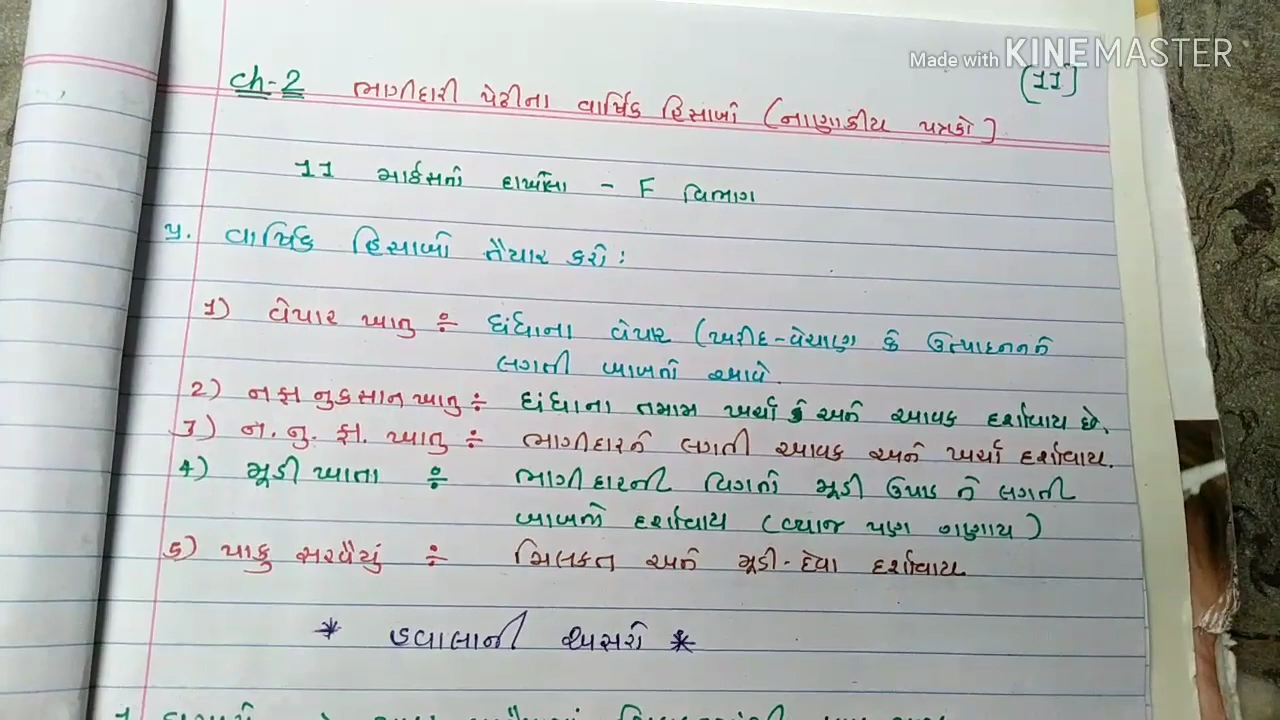 Made with KINEMASTER
Ch-2 ભાગીદારી પેઢીના વાર્ષિક હિસાબો (નાણાકીય પત્રકો) (11)
11 માર્કસનો દાખલા - F વિભાગ
પ્ર. વાર્ષિક હિસાબો તૈયાર કરો :
1) વેપાર ખાતુ ÷ ધંધાના વેપાર (ખરીદ-વેચાણ કે ઉત્પાદનને
લગતી બાબતો આવે.
2) નફા નુકસાન ખાતુ ÷ ધંધાના તમામ ખર્ચા અને આવક દર્શાવાય છે.
3) ન. નુ. ફા. ખાતુ ÷ ભાગીદારને લગતી આવક અને ખર્ચા દર્શાવાય.
4) મૂડી ખાતા ÷ ભાગીદારની વિગતો મૂડી ઉપાડ ને લગતી
બાબતો દર્શાવાય (વ્યાજ પણ ગણાય)
5) પાકુ સરવૈયું ÷ મિલકત અને મૂડી-દેવા દર્શાવાય
* હવાલાની અસરો *